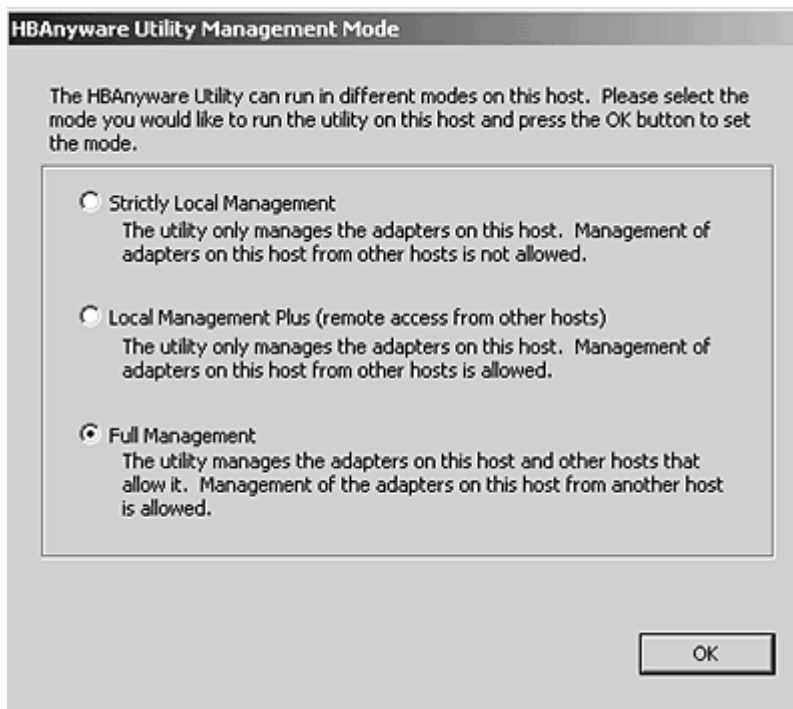 HBAnyware Utility Management Mode
The HBAnyware Utility can run in different modes on this host.  Please select the
mode you would like to run the utility on this host and press the OK button to set
the mode.
Strictly Local Management
The utility only manages the adapters on this host.  Management of
adapters on this host from other hosts is not allowed.
Local Management Plus (remote access from other hosts)
The utility only manages the adapters on this host.  Management of
adapters on this host from other hosts is allowed.
Full Management
The utility manages the adapters on this host and other hosts that
allow it.  Management of the adapters on this host from another host
is allowed.
OK